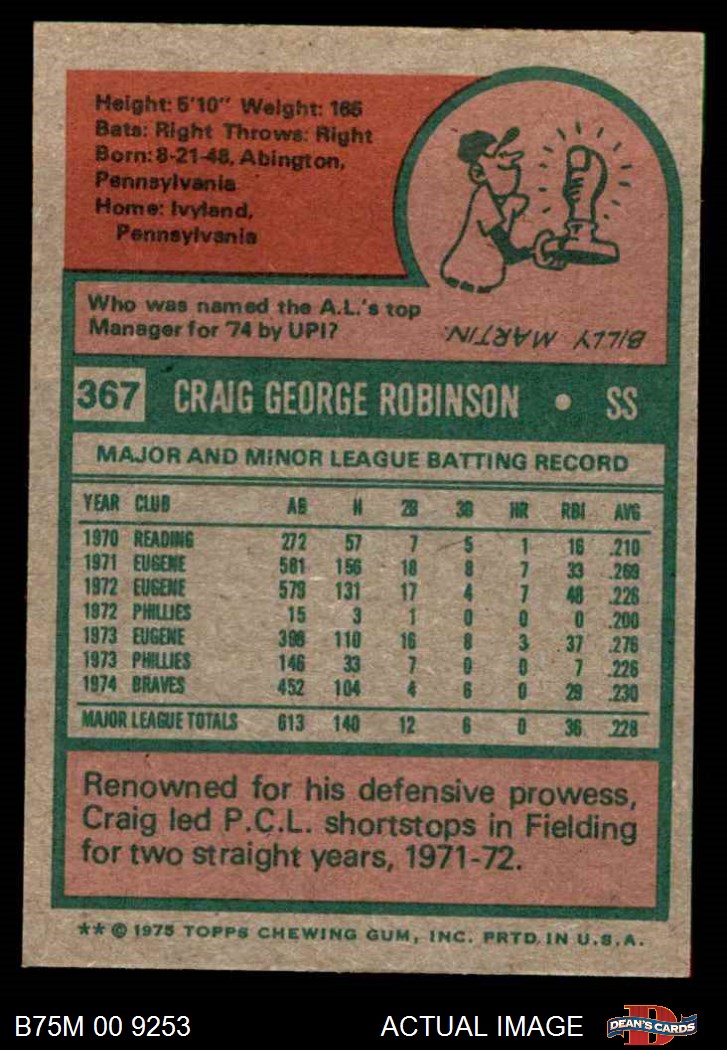 Height: 5'10" Weight: 165
Bats: Right Throws: Right
Born: 8-21-48, Abington,
Pennsylvania
Home: Ivyland,
Pennsylvania
Who was named the A.L.'s top
Manager for '74 by UPI?
BILLY MARTIN.
367 CRAIG GEORGE ROBINSON • SS
MAJOR AND MINOR LEAGUE BATTING RECORD
YEAR CLUB AB H 2B 3B HR RBI AVG
1970 READING 272 57 7 5 1 16 .210
1971 EUGENE 581 156 18 8 7 33 .269
1972 EUGENE 579 131 17 4 7 48 .226
1972 PHILLIES 15 3 1 0 0 0 .200
1973 EUGENE 398 110 16 8 3 37 .276
1973 PHILLIES 146 33 7 0 0 7 .226
1974 BRAVES 452 104 4 6 0 29 .230
MAJOR LEAGUE TOTALS 613 140 12 6 0 36 .228
Renowned for his defensive prowess,
Craig led P.C.L. shortstops in Fielding
for two straight years, 1971-72.
** © 1975 TOPPS CHEWING GUM, INC. PRTD. IN U.S.A.
B75M 00 9253 ACTUAL IMAGE DEAN'S CARDS